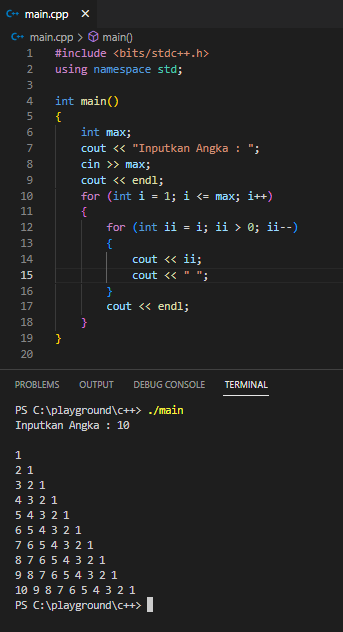 main.cpp ×
main.cpp > main()
1 #include <bits/stdc++.h>
2 using namespace std;
3
4 int main()
5 {
6     int max;
7     cout << "Inputkan Angka : ";
8     cin >> max;
9     cout << endl;
10     for (int i = 1; i <= max; i++)
11     {
12         for (int ii = i; ii > 0; ii--)
13         {
14             cout << ii;
15             cout << " ";
16         }
17         cout << endl;
18     }
19 }
20
PROBLEMS OUTPUT DEBUG CONSOLE TERMINAL
PS C:\playground\c++> ./main
Inputkan Angka : 10
1
2 1
3 2 1
4 3 2 1
5 4 3 2 1
6 5 4 3 2 1
7 6 5 4 3 2 1
8 7 6 5 4 3 2 1
9 8 7 6 5 4 3 2 1
10 9 8 7 6 5 4 3 2 1
PS C:\playground\c++>